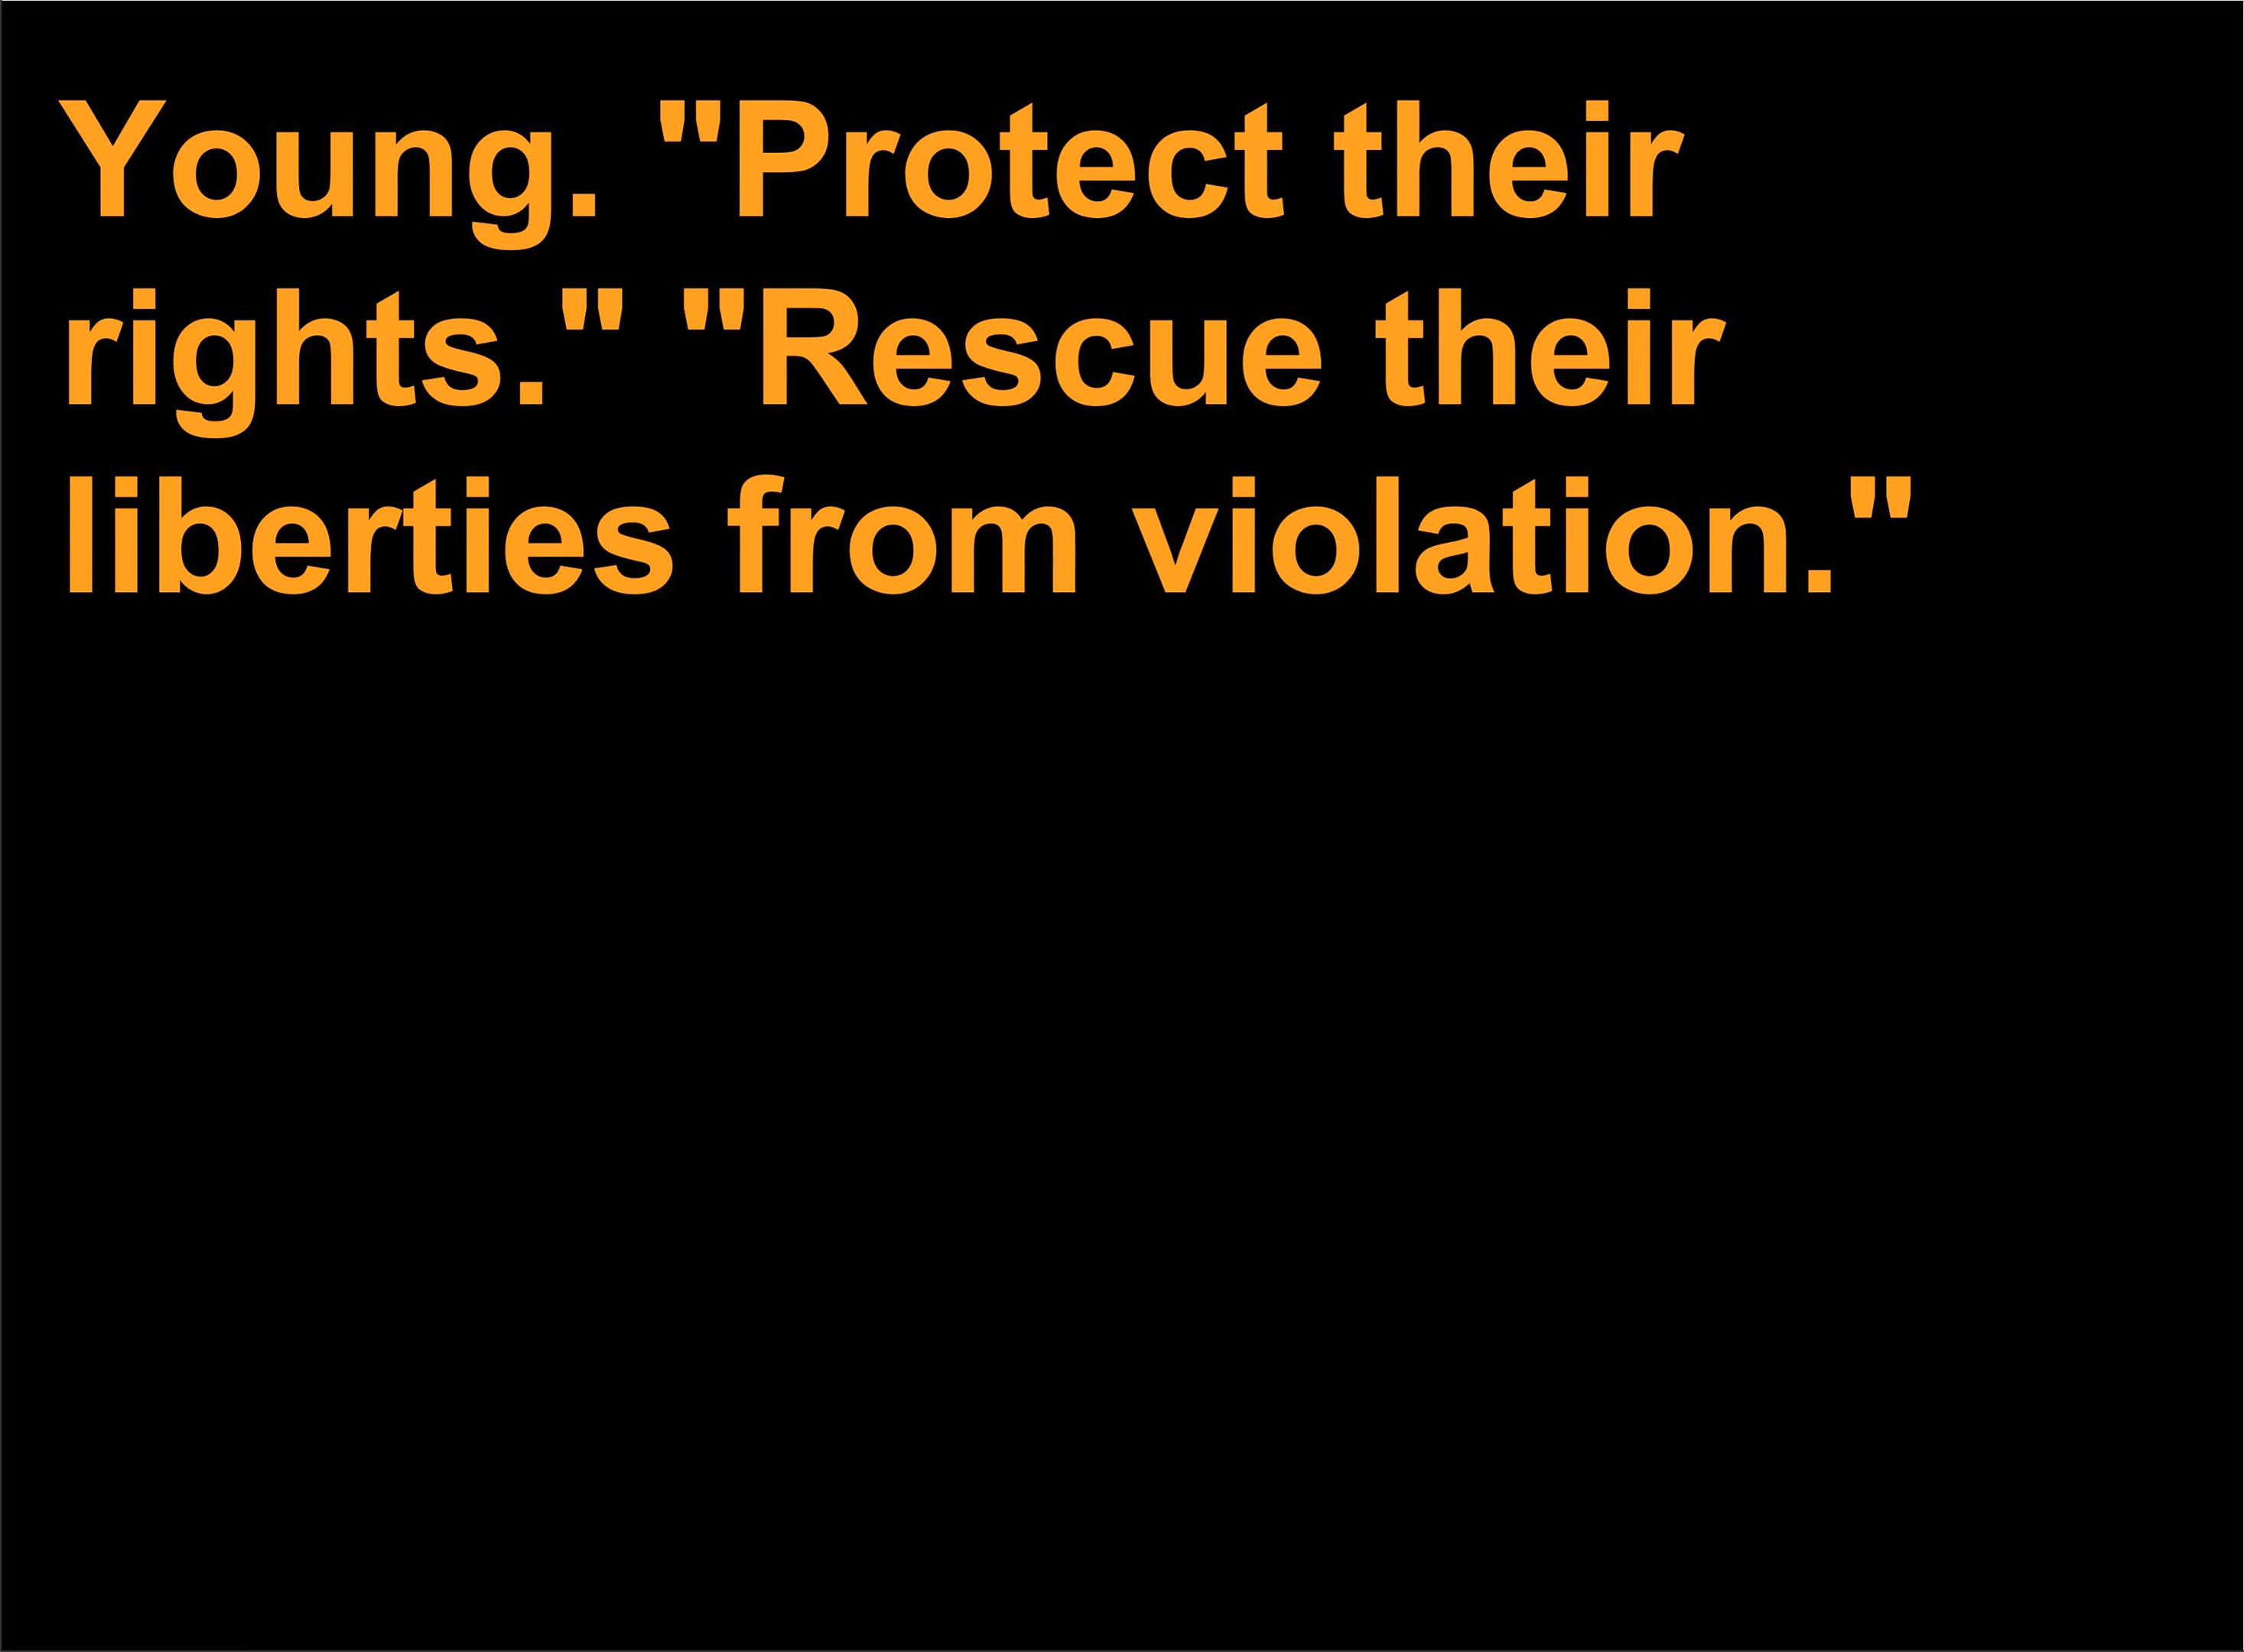 Young. "Protect their
rights." "Rescue their
liberties from violation."